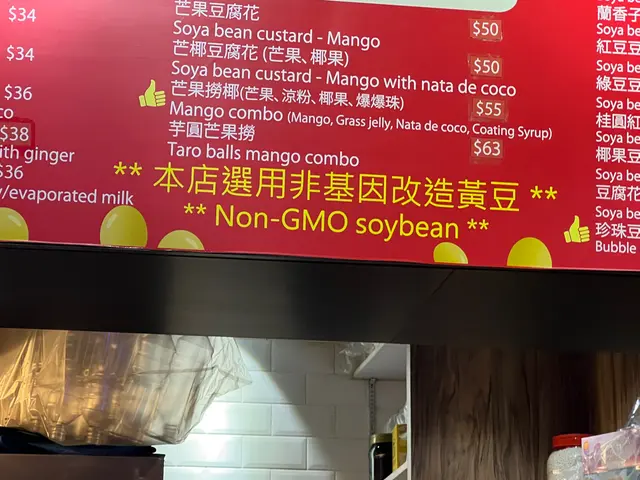 $34
$34
$36
co
$38
ith ginger
$36
y/evaporated milk
芒果豆腐花
Soya bean custard - Mango $50
芒椰豆腐花 (芒果、椰果)
Soya bean custard - Mango with nata de coco $50
芒果撈椰(芒果、涼粉、椰果、爆爆珠)
Mango combo (Mango, Grass jelly, Nata de coco, Coating Syrup) $55
芋圓芒果撈
Taro balls mango combo $63
** 本店選用非基因改造黃豆 **
** Non-GMO soybean **
蘭香子
Soya be
紅豆豆
Soya be
綠豆豆
Soya be
桂圓紅
Soya be
椰果豆
Soya be
豆腐花
Soya be
珍珠豆
Bubble